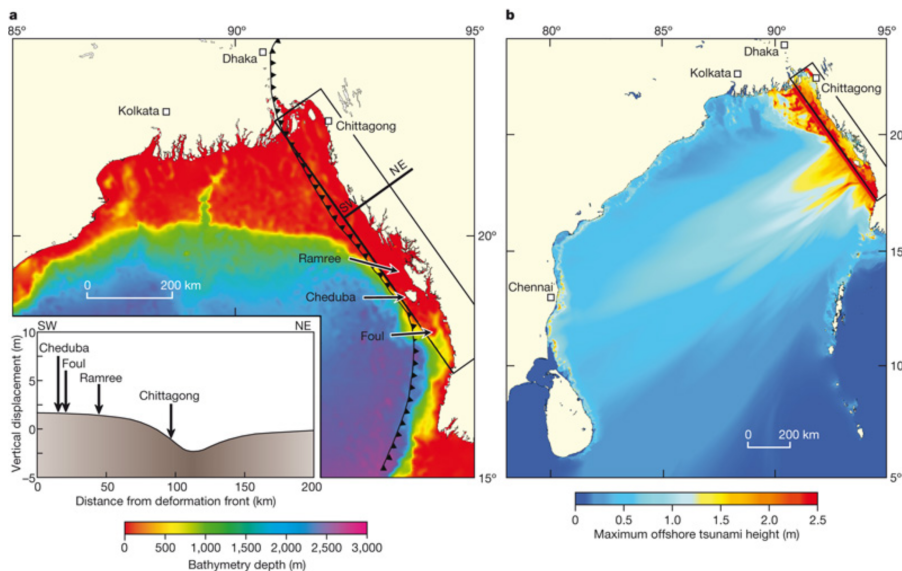 a
85°
90°
95°
Dhaka
Kolkata
Chittagong
NE
SW
20°
Ramree
Cheduba
Foul
0 200 km
15°
SW NE
10
5
0
–5
Vertical displacement (m)
Cheduba
Foul
Ramree
Chittagong
0 50 100 150 200
Distance from deformation front (km)
0 500 1,000 1,500 2,000 2,500 3,000
Bathymetry depth (m)
b
80° 85° 90° 95°
Dhaka
Kolkata
Chittagong
20°
15°
Chennai
10°
0 200 km
5°
0 0.5 1.0 1.5 2.0 2.5
Maximum offshore tsunami height (m)